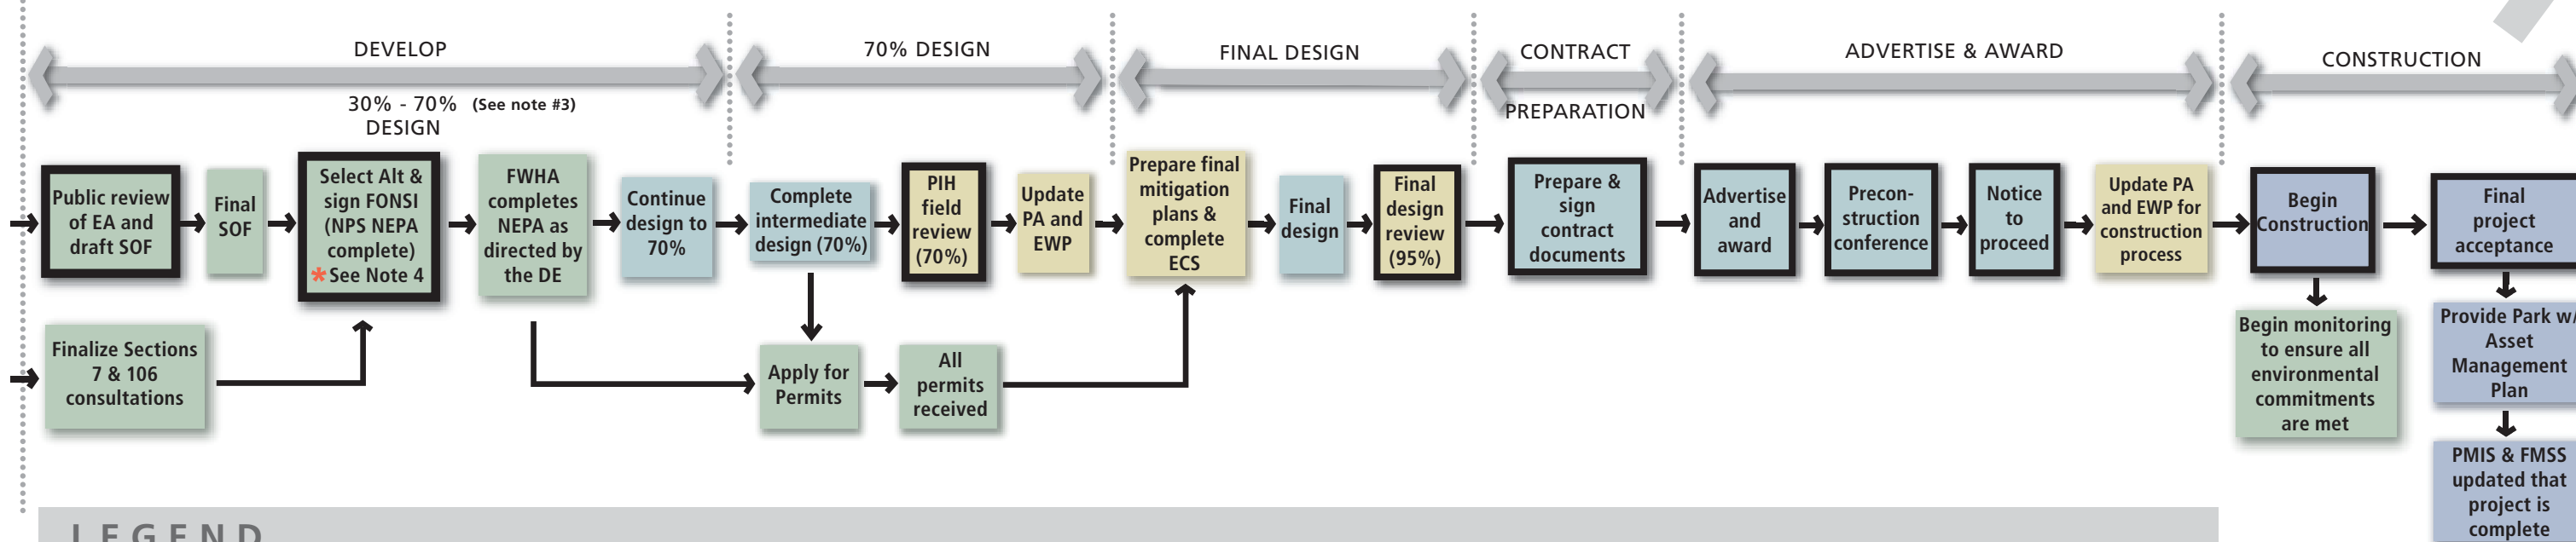 DEVELOP
30% - 70% (See note #3)
DESIGN
70% DESIGN
FINAL DESIGN
CONTRACT
PREPARATION
ADVERTISE & AWARD
CONSTRUCTION
Public review
of EA and
draft SOF
Final
SOF
Select Alt &
sign FONSI
(NPS NEPA
complete)
*See Note 4
FWHA
completes
NEPA as
directed by
the DE
Continue
design to
70%
Complete
intermediate
design (70%)
PIH
field
review
(70%)
Update
PA and
EWP
Prepare final
mitigation
plans &
complete
ECS
Final
design
Final
design
review
(95%)
Prepare &
sign
contract
documents
Advertise
and
award
Precon-
struction
conference
Notice
to
proceed
Update PA
and EWP for
construction
process
Begin
Construction
Final
project
acceptance
Finalize Sections
7 & 106
consultations
Apply for
Permits
All
permits
received
Begin monitoring
to ensure all
environmental
commitments
are met
Provide Park w/
Asset
Management
Plan
PMIS & FMSS
updated that
project is
complete
LEGEND